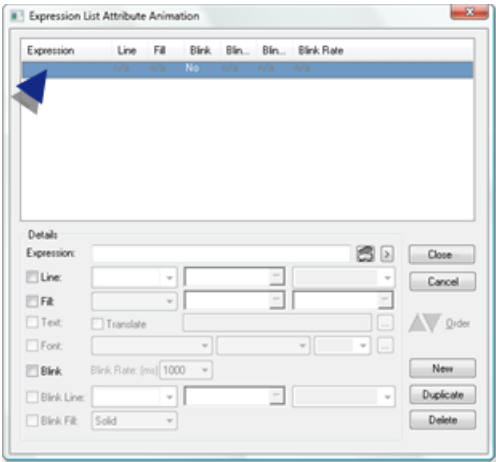 Expression List Attribute Animation
Expression Line Fill Blink Blin... Blin... Blink Rate
n/a n/a No n/a n/a n/a
Details
Expression: > Close
Line: Cancel
Fill:
Text: Translate ... Order
Font: ...
Blink Blink Rate: (ms) 1000 New
Blink Line: Duplicate
Blink Fill: Solid Delete